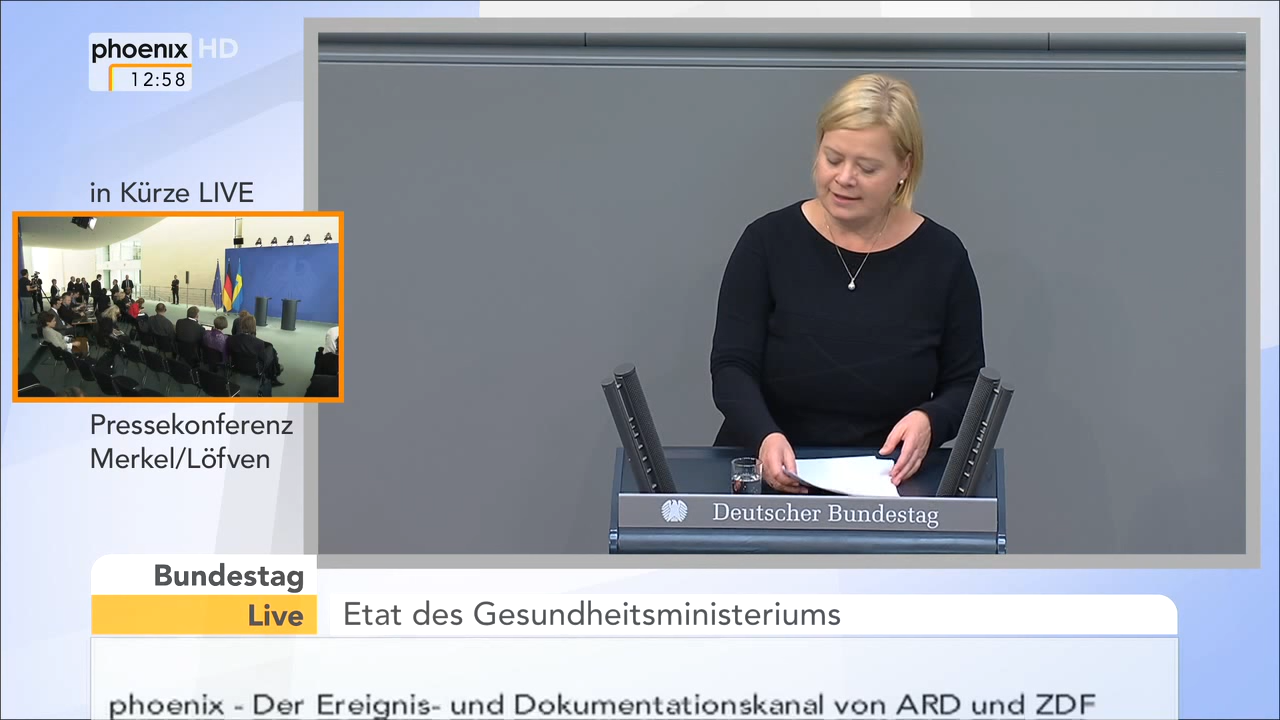 phoenix HD
12:58
in Kürze LIVE
Pressekonferenz
Merkel/Löfven
Deutscher Bundestag
Bundestag
Live
Etat des Gesundheitsministeriums
phoenix - Der Ereignis- und Dokumentationskanal von ARD und ZDF